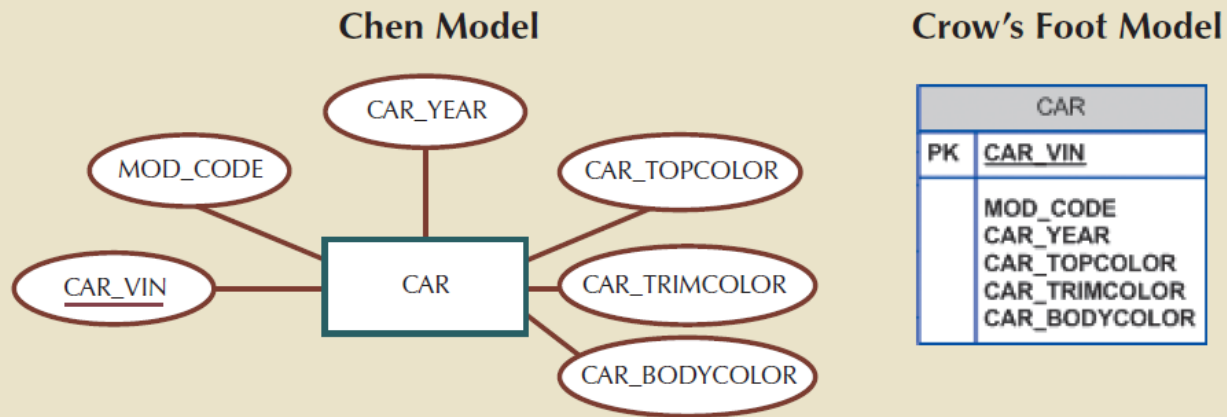 Chen Model
CAR_YEAR
MOD_CODE
CAR_TOPCOLOR
CAR_VIN
CAR
CAR_TRIMCOLOR
CAR_BODYCOLOR
Crow's Foot Model
CAR
PK CAR_VIN
MOD_CODE
CAR_YEAR
CAR_TOPCOLOR
CAR_TRIMCOLOR
CAR_BODYCOLOR